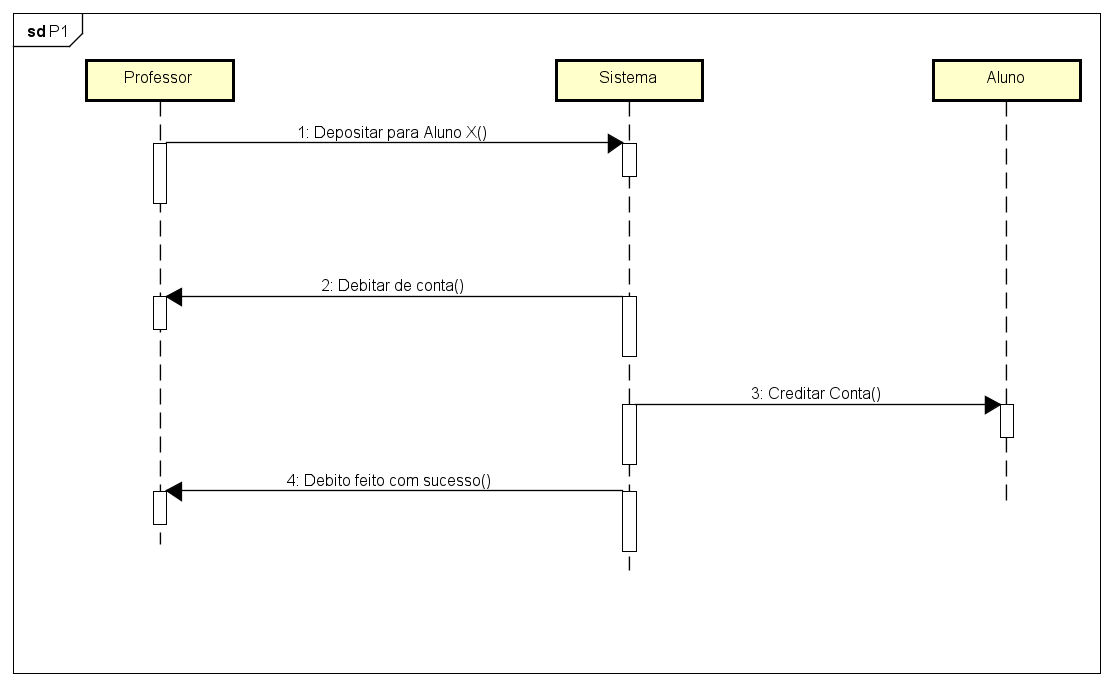 sd P1
Professor
Sistema
Aluno
1: Depositar para Aluno X()
2: Debitar de conta()
3: Creditar Conta()
4: Debito feito com sucesso()